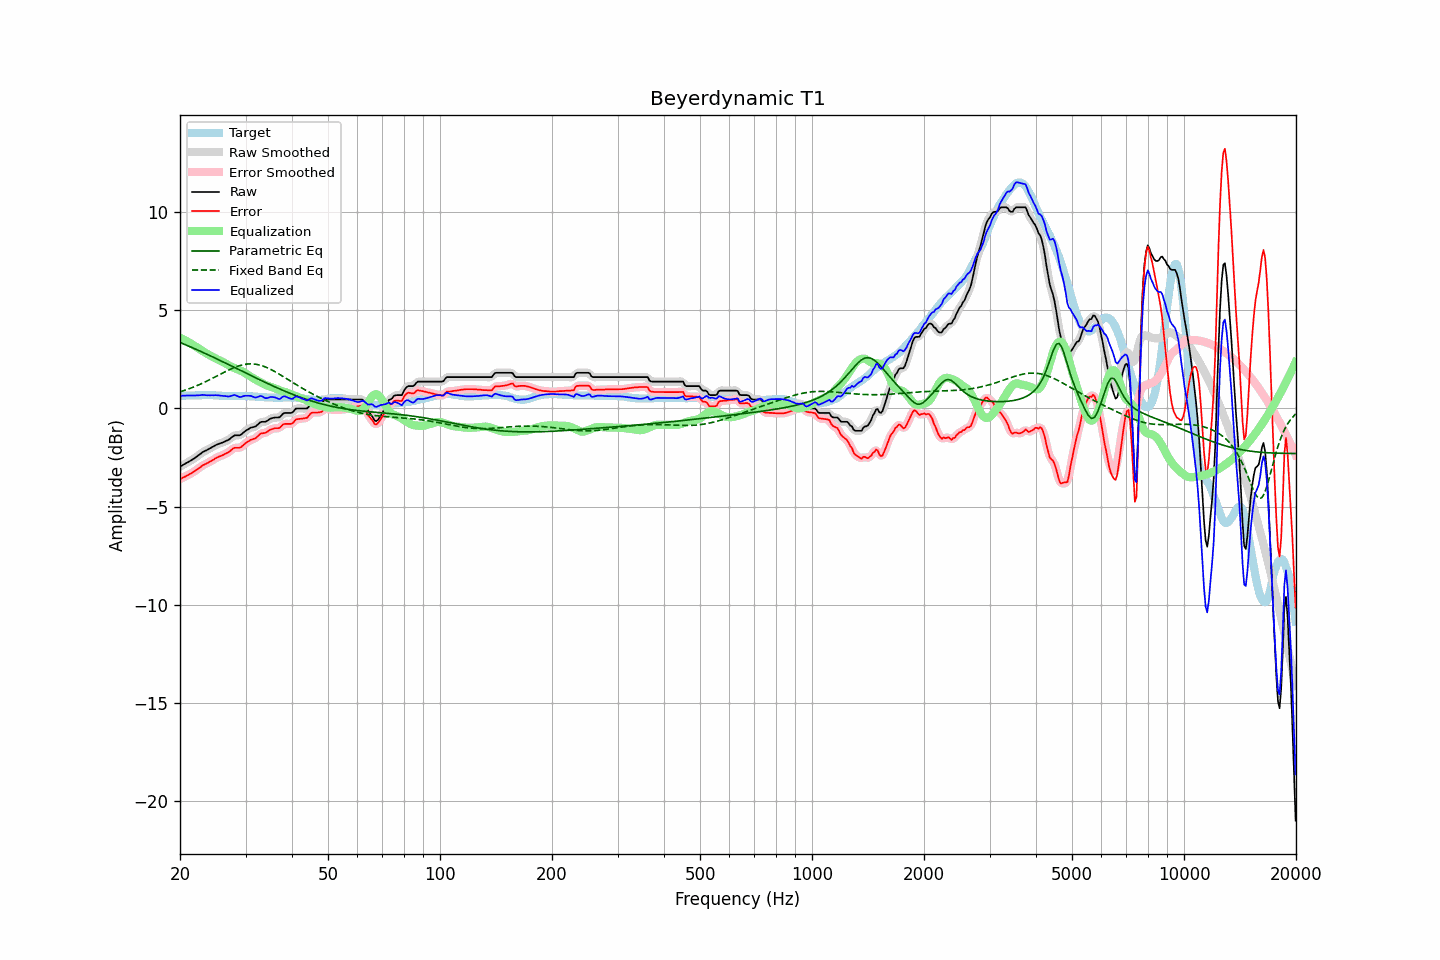 Beyerdynamic T1
Target
Raw Smoothed
Error Smoothed
Raw
Error
Equalization
Parametric Eq
Fixed Band Eq
Equalized
Amplitude (dBr)
10
5
0
−5
−10
−15
−20
20 50 100 200 500 1000 2000 5000 10000 20000
Frequency (Hz)